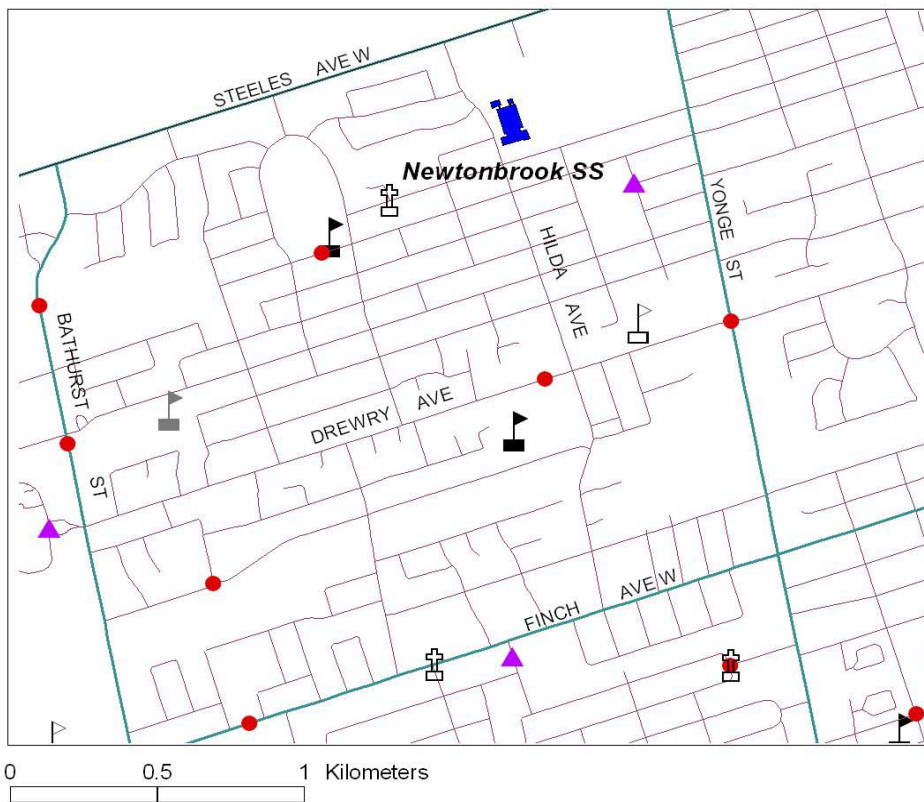 STEELES AVE W
Newtonbrook SS
YONGE ST
HILDA AVE
BATHURST ST
DREWRY AVE
FINCH AVE W
0 0.5 1 Kilometers